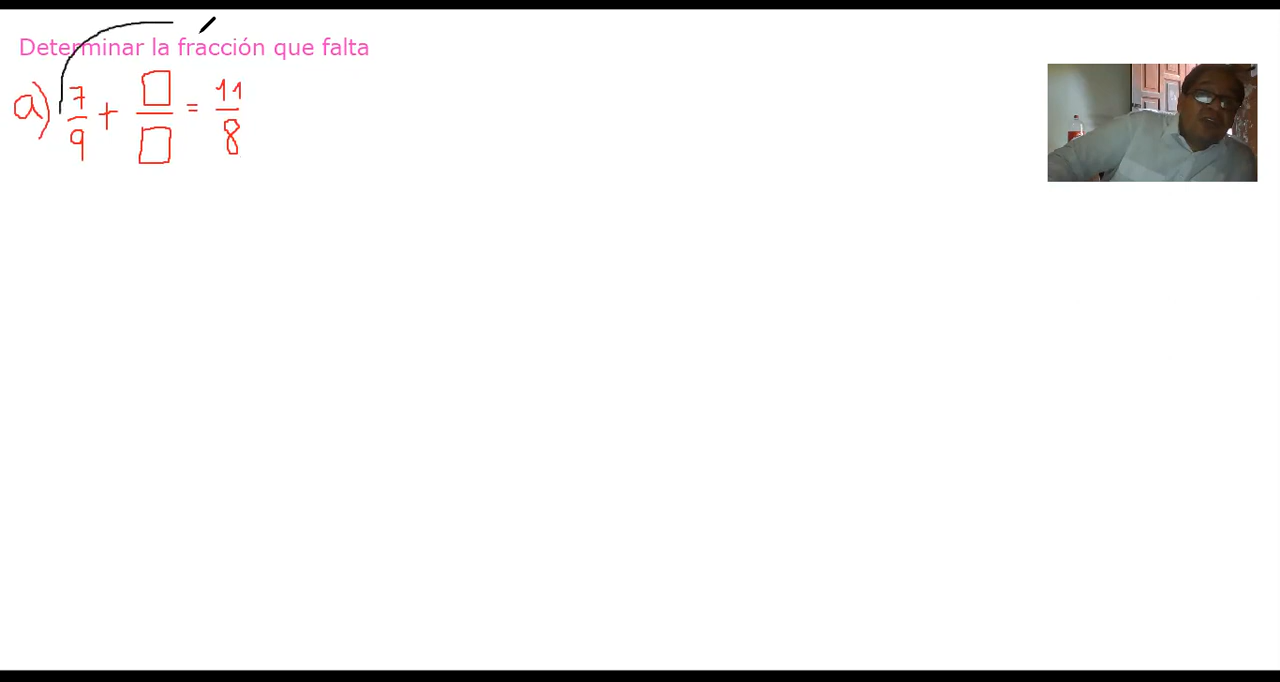 Determinar la fracción que falta
a) 7/9 + □/□ = 11/8